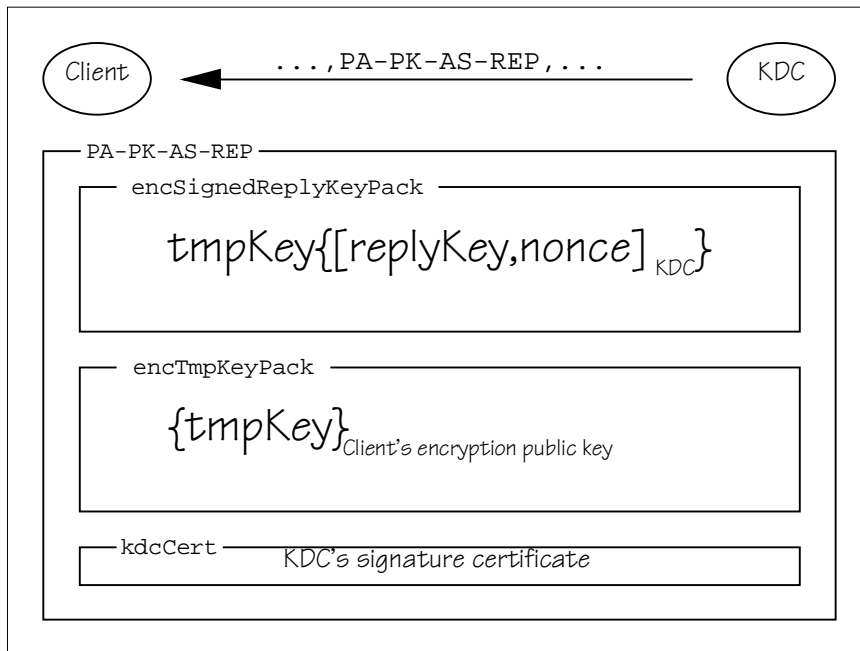 Client
...,PA-PK-AS-REP,...
KDC
PA-PK-AS-REP
encSignedReplyKeyPack
tmpKey{[replyKey,nonce] KDC}
encTmpKeyPack
{tmpKey}Client's encryption public key
kdcCert
KDC's signature certificate